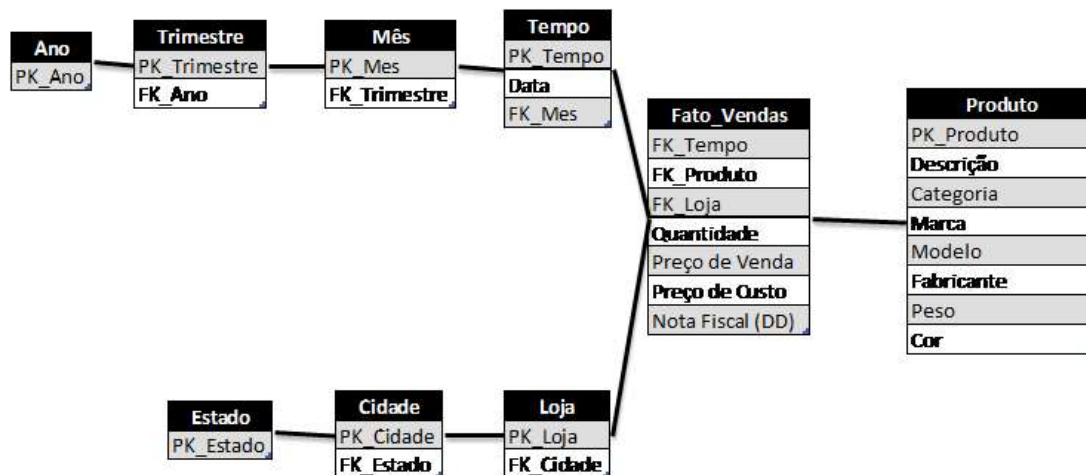 Ano
PK_Ano
Trimestre
PK_Trimestre
FK_Ano
Mês
PK_Mes
FK_Trimestre
Tempo
PK_Tempo
Data
FK_Mes
Fato_Vendas
FK_Tempo
FK_Produto
FK_Loja
Quantidade
Preço de Venda
Preço de Custo
Nota Fiscal (DD)
Produto
PK_Produto
Descrição
Categoria
Marca
Modelo
Fabricante
Peso
Cor
Estado
PK_Estado
Cidade
PK_Cidade
FK_Estado
Loja
PK_Loja
FK_Cidade